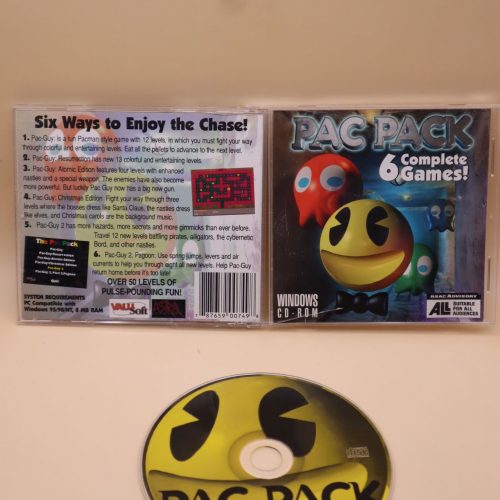 Six Ways to Enjoy the Chase!
1. Pac-Guy: is a fun Pacman style game with 12 levels, in which you must fight your way
through colorful and entertaining levels. Eat all the pellets to advance to the next level.
2. Pac-Guy: Resurrection has new 13 colorful and entertaining levels.
3. Pac-Guy: Atomic Edition features four levels with enhanced
nasties and a special weapon. The enemies have also become
more powerful. But luckily Pac Guy now has a big new gun.
4. Pac-Guy: Christmas Edition: Fight your way through three
levels where the bosses dress like Santa Claus, the nasties dress
like elves, and Christmas carols are the background music.
5. Pac-Guy 2 has more hazards, more secrets and more gimmicks than ever before.
Travel 12 new levels battling pirates, alligators, the cybernetic
Bord, and other nasties.
6. Pac-Guy 2, Fagoon: Use spring jumps, levers and air
currents to help you through eight all new levels. Help Pac-Guy
return home before it's too late!
The Pac Pack
OVER 50 LEVELS OF
PULSE-POUNDING FUN!
SYSTEM REQUIREMENTS
PC Compatible with
Windows 95/98/NT, 8 MB RAM
VALU
Soft
7 87659 00749
PAC PACK
6 Complete
Games!
WINDOWS
CD-ROM
RSAC ADVISORY
ALL
SUITABLE
FOR ALL
AUDIENCES
PAC PACK